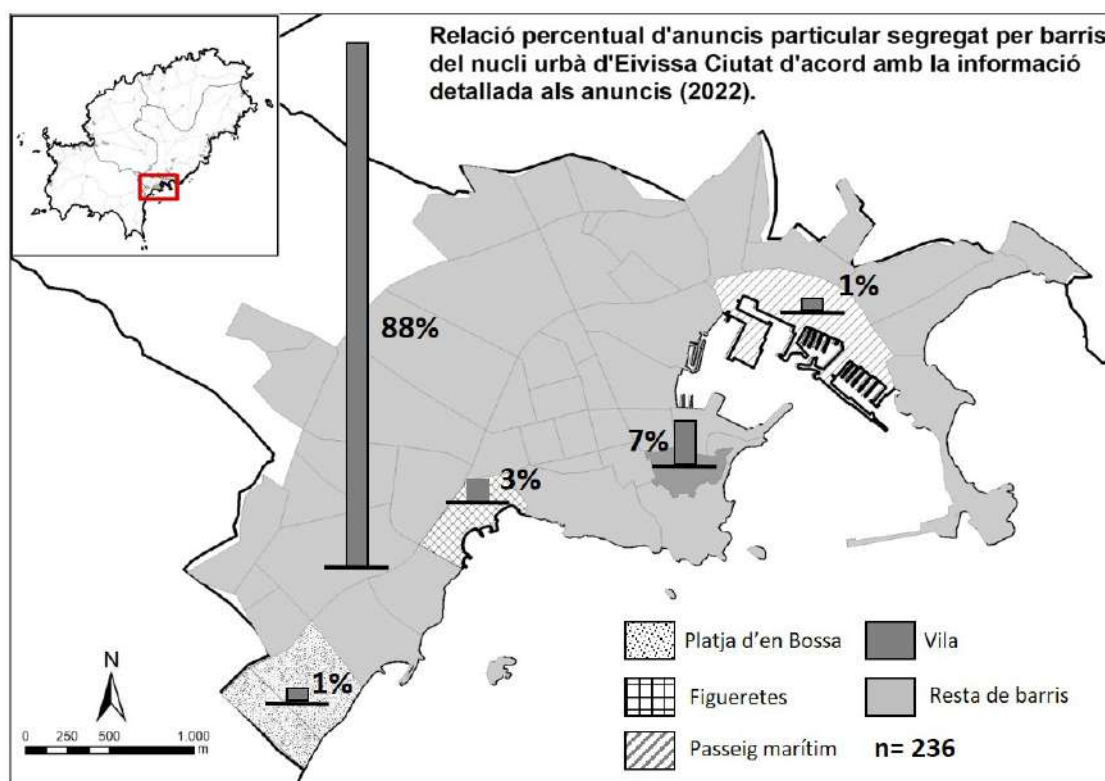 Relació percentual d'anuncis particular segregat per barris
del nucli urbà d'Eivissa Ciutat d'acord amb la informació
detallada als anuncis (2022).
1%
88%
7%
3%
1%
Platja d'en Bossa
Vila
Figueretes
Resta de barris
Passeig marítim
n= 236
N
0 250 500 1.000
m